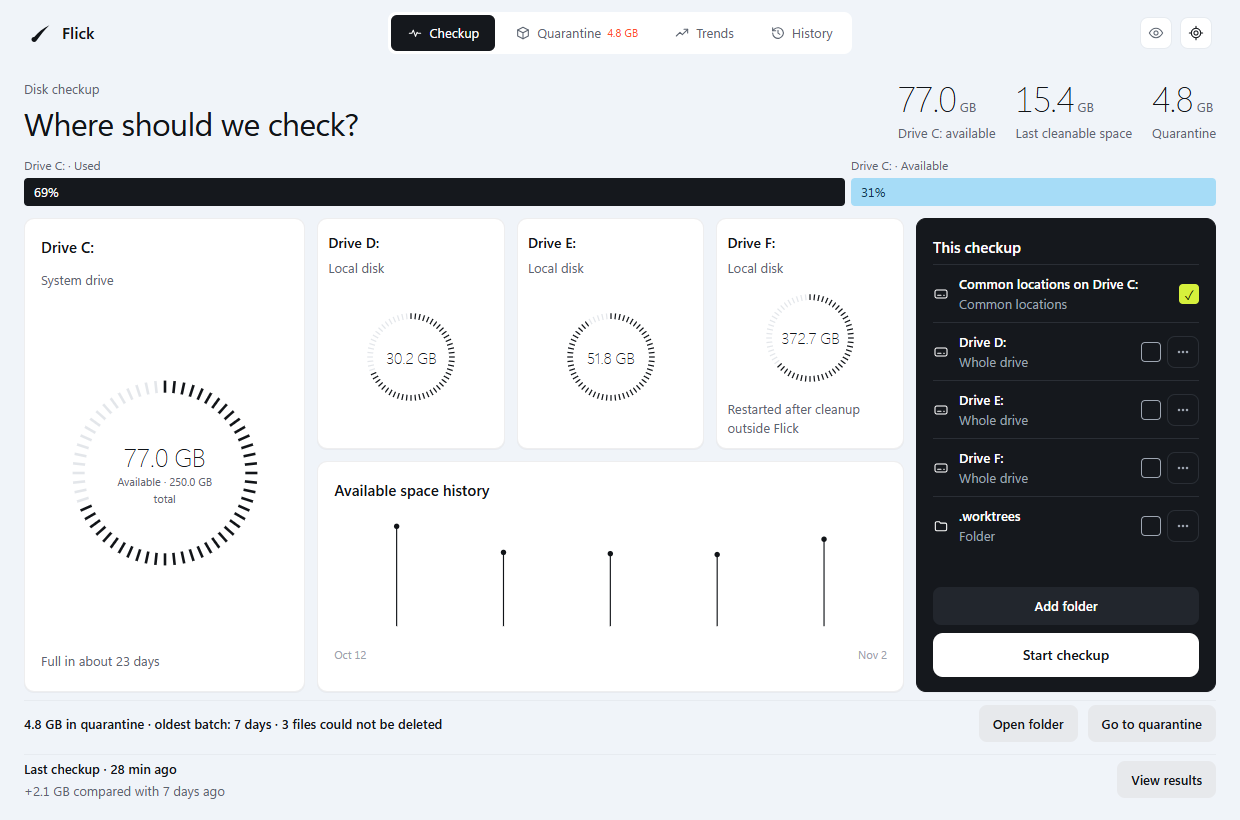 Flick
Checkup
Quarantine 4.8 GB
Trends
History
Disk checkup
Where should we check?
77.0 GB
Drive C: available
15.4 GB
Last cleanable space
4.8 GB
Quarantine
Drive C: · Used
69%
Drive C: · Available
31%
Drive C:
System drive
77.0 GB
Available · 250.0 GB
total
Full in about 23 days
Drive D:
Local disk
30.2 GB
Drive E:
Local disk
51.8 GB
Drive F:
Local disk
372.7 GB
Restarted after cleanup
outside Flick
Available space history
Oct 12
Nov 2
This checkup
Common locations on Drive C:
Common locations
Drive D:
Whole drive
Drive E:
Whole drive
Drive F:
Whole drive
.worktrees
Folder
Add folder
Start checkup
4.8 GB in quarantine · oldest batch: 7 days · 3 files could not be deleted
Open folder
Go to quarantine
Last checkup · 28 min ago
+2.1 GB compared with 7 days ago
View results